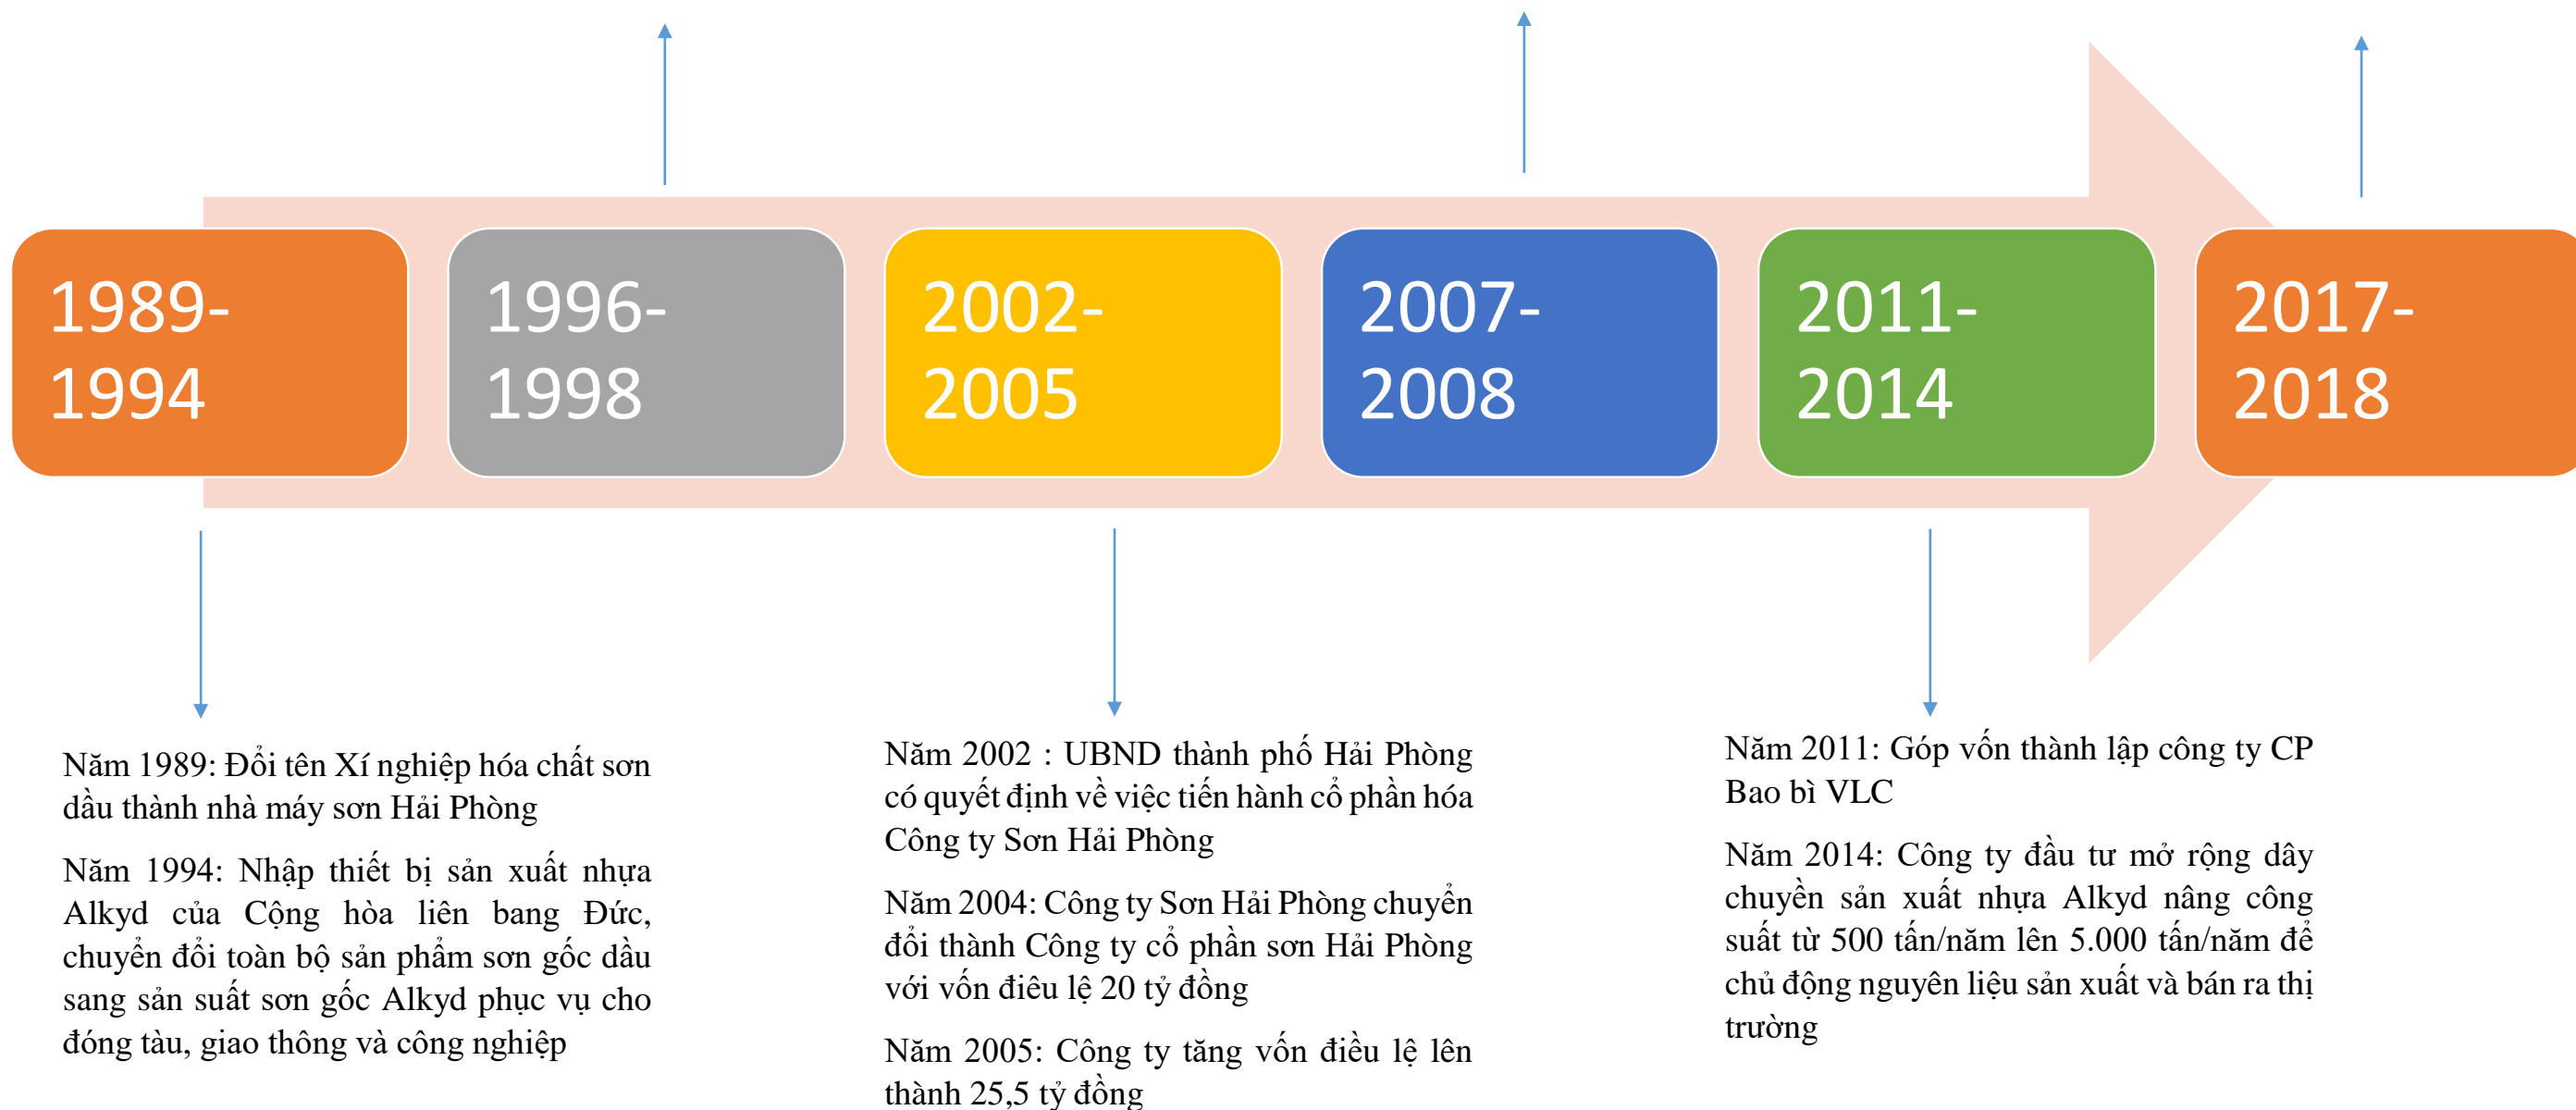 1989-
1994
1996-
1998
2002-
2005
2007-
2008
2011-
2014
2017-
2018
Năm 1989: Đổi tên Xí nghiệp hóa chất sơn
dầu thành nhà máy sơn Hải Phòng
Năm 1994: Nhập thiết bị sản xuất nhựa
Alkyd của Cộng hòa liên bang Đức,
chuyển đổi toàn bộ sản phẩm sơn gốc dầu
sang sản suất sơn gốc Alkyd phục vụ cho
đóng tàu, giao thông và công nghiệp
Năm 2002 : UBND thành phố Hải Phòng
có quyết định về việc tiến hành cổ phần hóa
Công ty Sơn Hải Phòng
Năm 2004: Công ty Sơn Hải Phòng chuyển
đổi thành Công ty cổ phần sơn Hải Phòng
với vốn điêu lệ 20 tỷ đồng
Năm 2005: Công ty tăng vốn điều lệ lên
thành 25,5 tỷ đồng
Năm 2011: Góp vốn thành lập công ty CP
Bao bì VLC
Năm 2014: Công ty đầu tư mở rộng dây
chuyền sản xuất nhựa Alkyd nâng công
suất từ 500 tấn/năm lên 5.000 tấn/năm để
chủ động nguyên liệu sản xuất và bán ra thị
trường